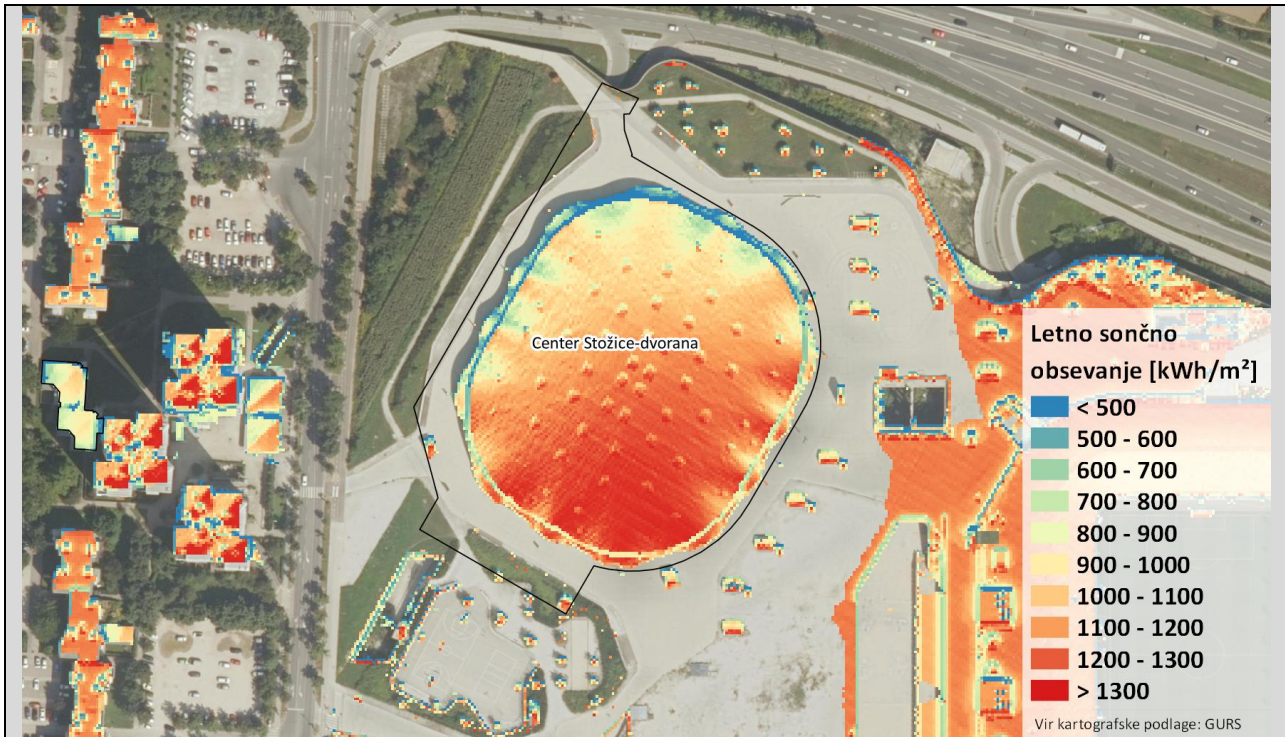 Center Stožice-dvorana
Letno sončno
obsevanje [kWh/m²]
< 500
500 - 600
600 - 700
700 - 800
800 - 900
900 - 1000
1000 - 1100
1100 - 1200
1200 - 1300
> 1300
Vir kartografske podlage: GURS